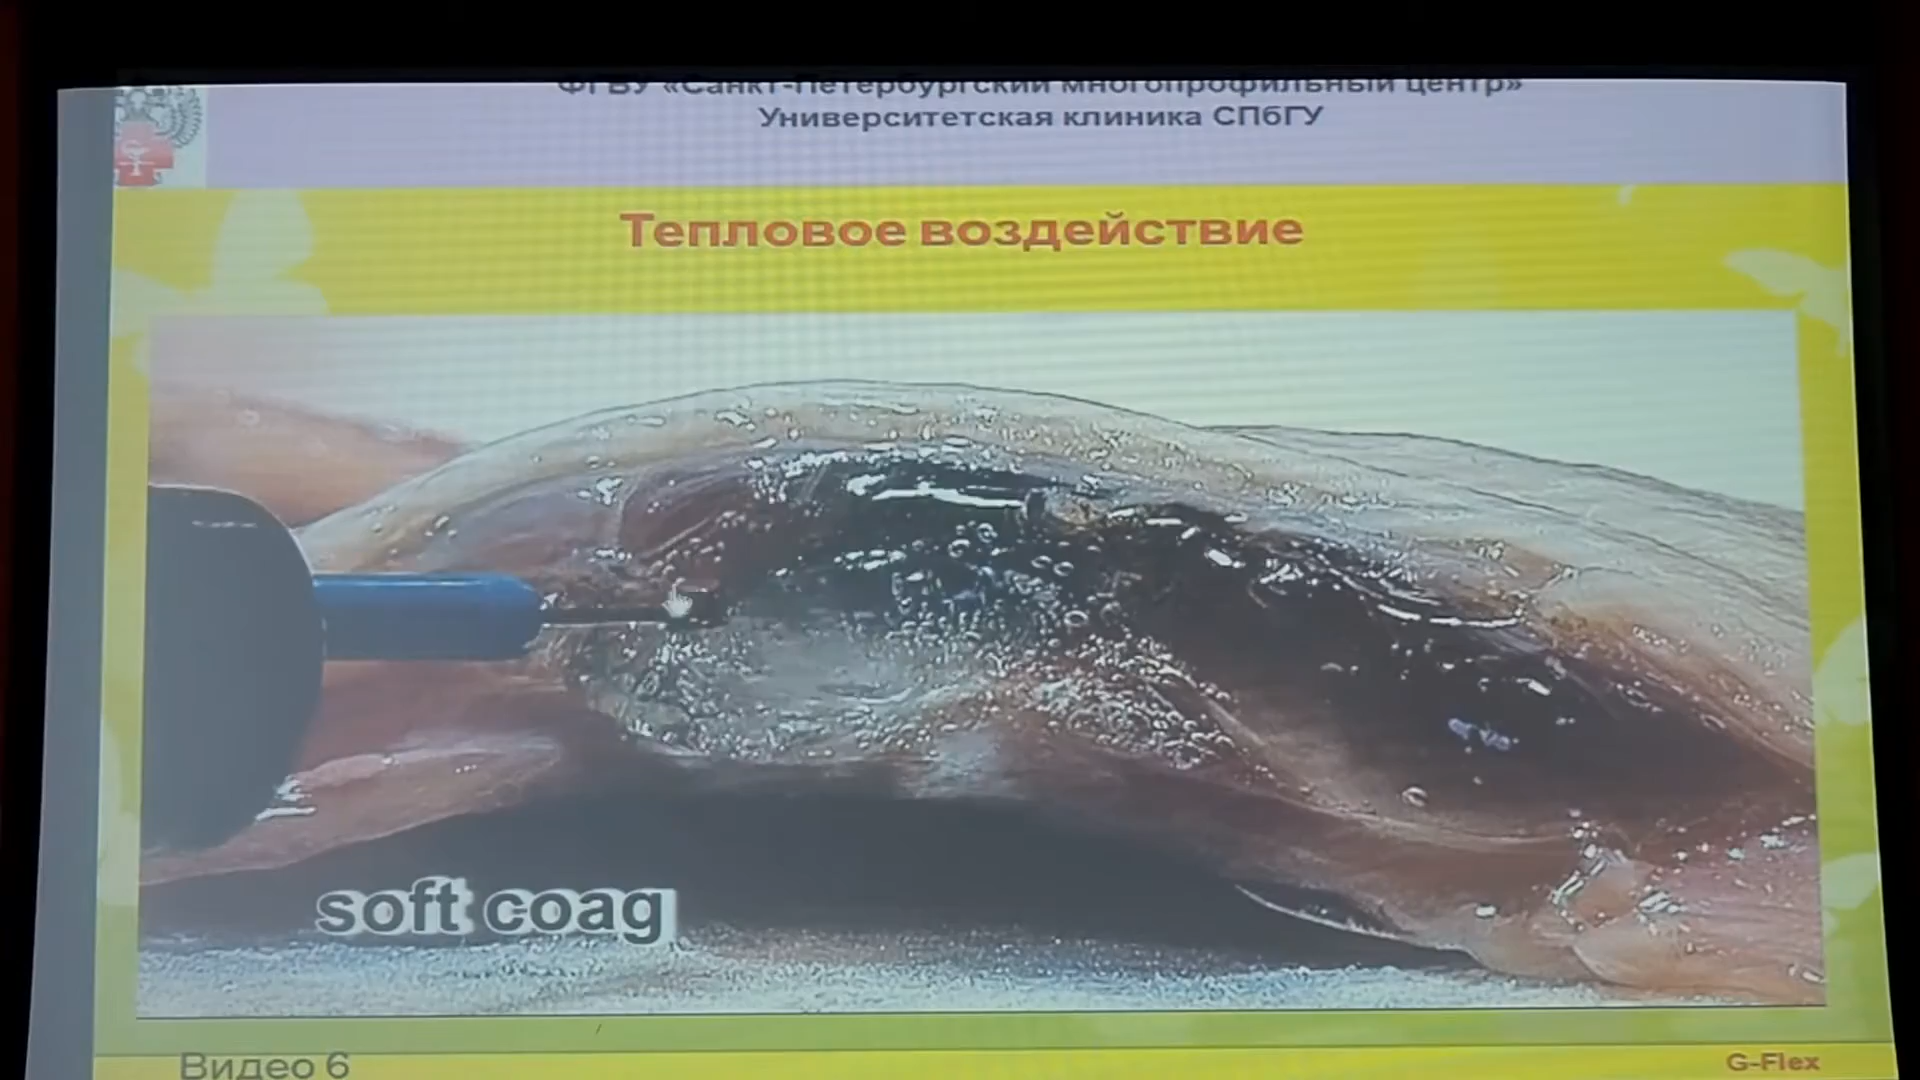 ФГБУ «Санкт-Петербургский многопрофильный центр»
Университетская клиника СПбГУ
Тепловое воздействие
soft coag
Видео 6
G-Flex